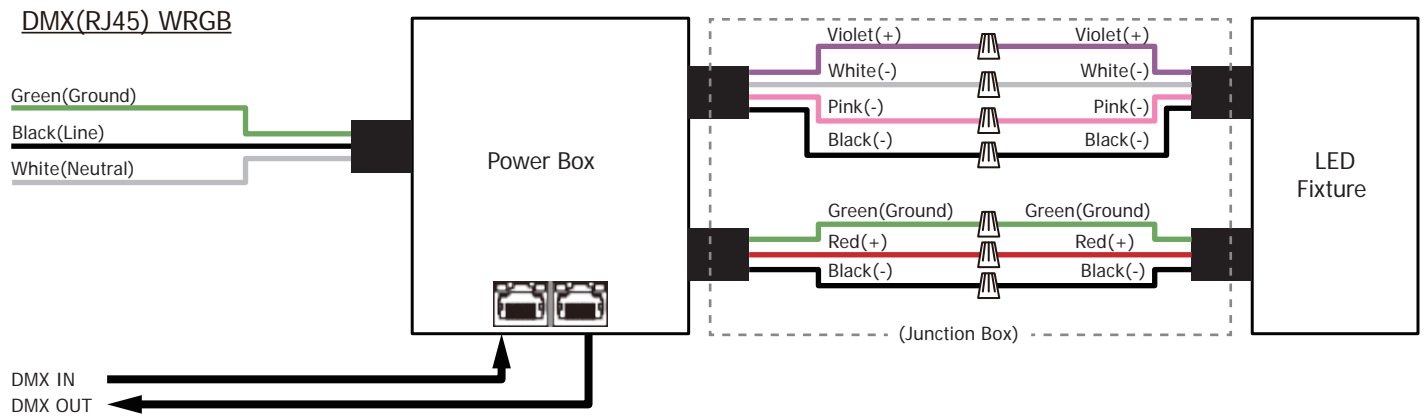 DMX(RJ45) WRGB
Green(Ground)
Black(Line)
White(Neutral)
Power Box
Violet(+) Violet(+)
White(-) White(-)
Pink(-) Pink(-)
Black(-) Black(-)
Green(Ground) Green(Ground)
Red(+) Red(+)
Black(-) Black(-)
(Junction Box)
LED
Fixture
DMX IN
DMX OUT